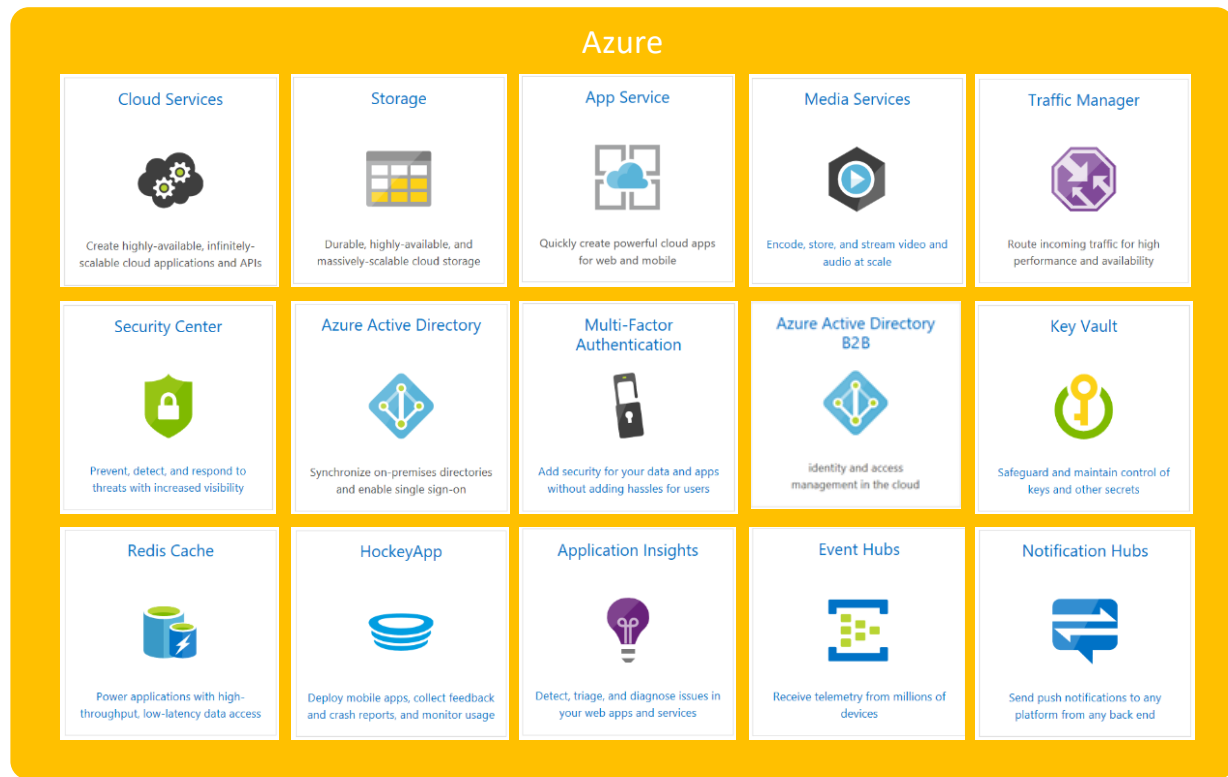 Azure
Cloud Services
Create highly-available, infinitely-
scalable cloud applications and APIs
Storage
Durable, highly-available, and
massively-scalable cloud storage
App Service
Quickly create powerful cloud apps
for web and mobile
Media Services
Encode, store, and stream video and
audio at scale
Traffic Manager
Route incoming traffic for high
performance and availability
Security Center
Prevent, detect, and respond to
threats with increased visibility
Azure Active Directory
Synchronize on-premises directories
and enable single sign-on
Multi-Factor
Authentication
Add security for your data and apps
without adding hassles for users
Azure Active Directory
B2B
identity and access
management in the cloud
Key Vault
Safeguard and maintain control of
keys and other secrets
Redis Cache
Power applications with high-
throughput, low-latency data access
HockeyApp
Deploy mobile apps, collect feedback
and crash reports, and monitor usage
Application Insights
Detect, triage, and diagnose issues in
your web apps and services
Event Hubs
Receive telemetry from millions of
devices
Notification Hubs
Send push notifications to any
platform from any back end